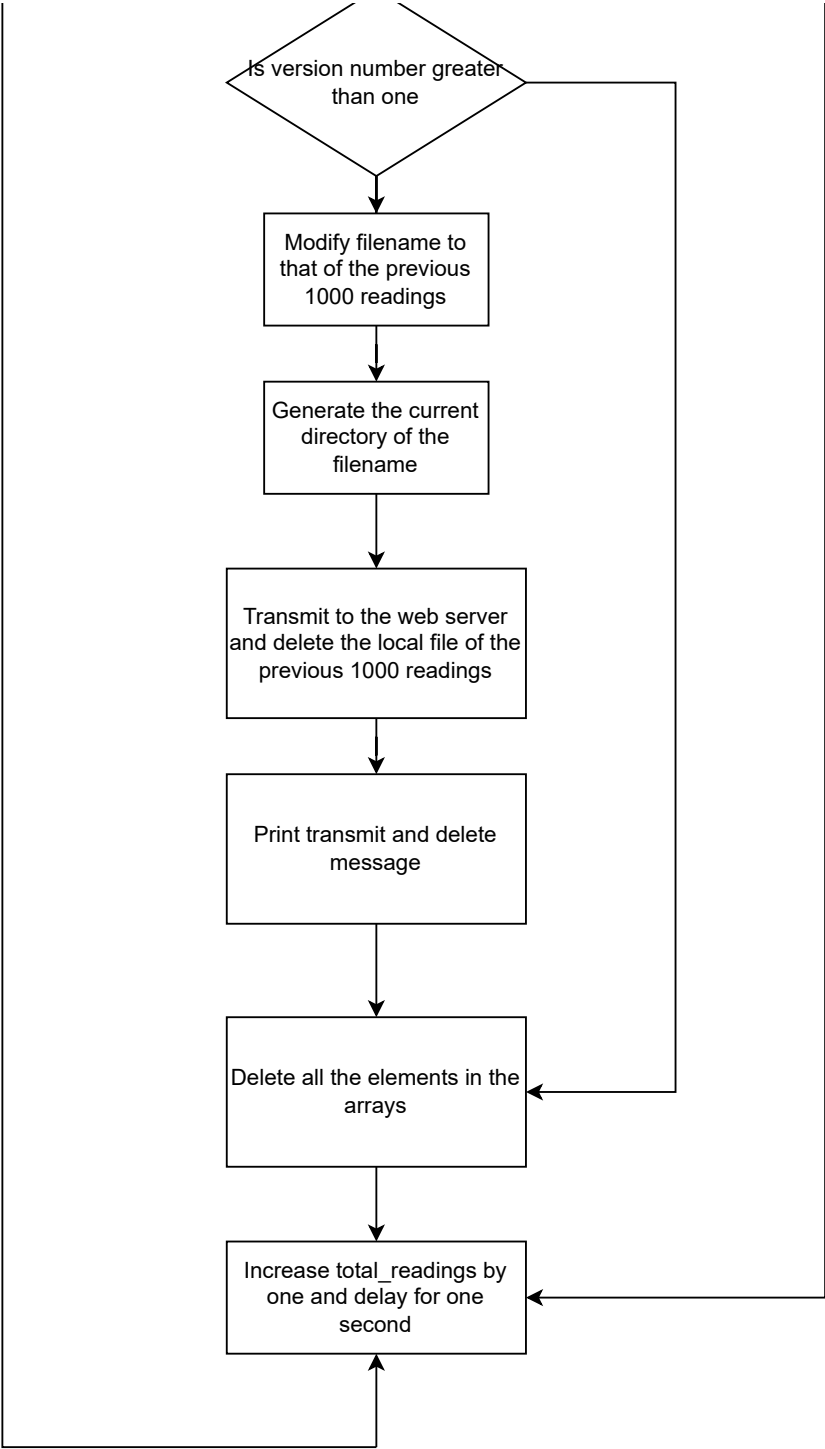 Is version number greater
than one
Modify filename to
that of the previous
1000 readings
Generate the current
directory of the
filename
Transmit to the web server
and delete the local file of the
previous 1000 readings
Print transmit and delete
message
Delete all the elements in the
arrays
Increase total_readings by
one and delay for one
second